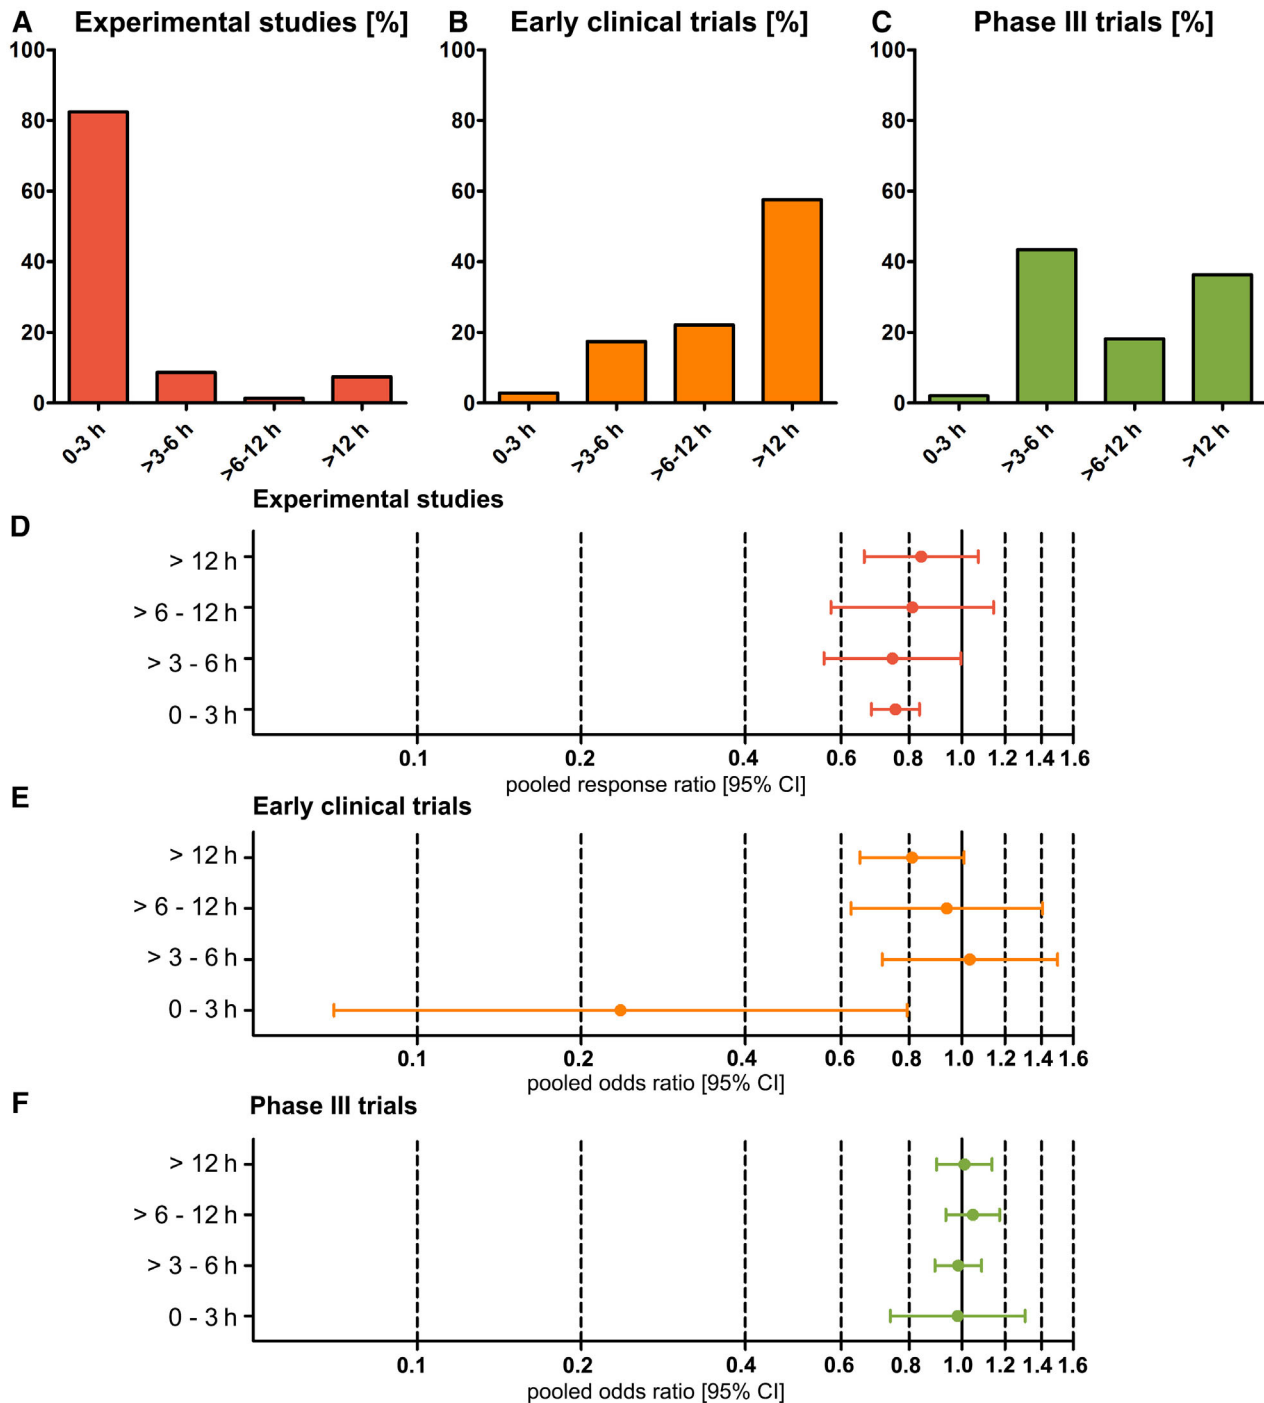 A Experimental studies [%] B Early clinical trials [%] C Phase III trials [%]
100 100 100
80 80 80
60 60 60
40 40 40
20 20 20
0 0 0
0-3 h >3-6 h >6-12 h >12 h 0-3 h >3-6 h >6-12 h >12 h 0-3 h >3-6 h >6-12 h >12 h
Experimental studies
D
> 12 h
> 6 - 12 h
> 3 - 6 h
0 - 3 h
0.1 0.2 0.4 0.6 0.8 1.0 1.2 1.4 1.6
pooled response ratio [95% CI]
E
Early clinical trials
> 12 h
> 6 - 12 h
> 3 - 6 h
0 - 3 h
0.1 0.2 0.4 0.6 0.8 1.0 1.2 1.4 1.6
pooled odds ratio [95% CI]
F
Phase III trials
> 12 h
> 6 - 12 h
> 3 - 6 h
0 - 3 h
0.1 0.2 0.4 0.6 0.8 1.0 1.2 1.4 1.6
pooled odds ratio [95% CI]